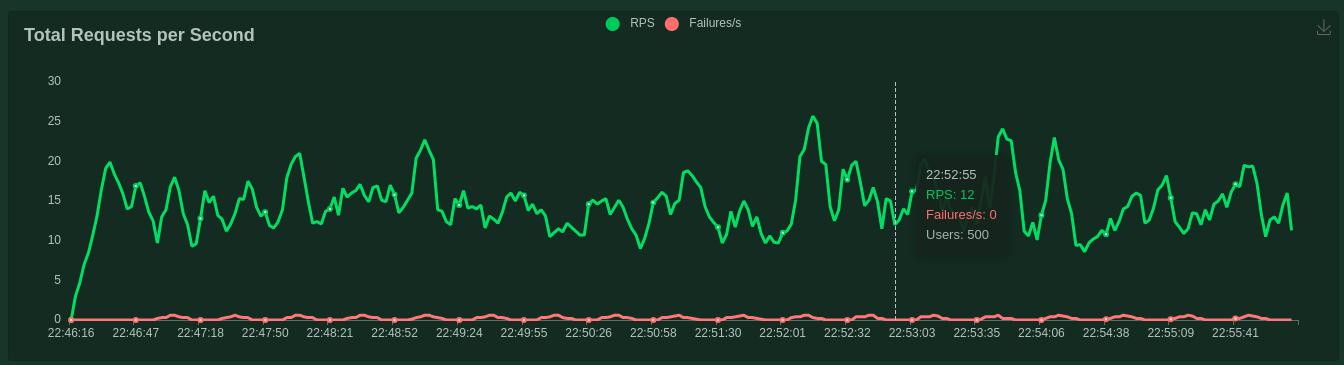 RPS Failures/s
Total Requests per Second
30
25
20
15
10
5
0
22:52:55
RPS: 12
Failures/s: 0
Users: 500
22:46:16 22:46:47 22:47:18 22:47:50 22:48:21 22:48:52 22:49:24 22:49:55 22:50:26 22:50:58 22:51:30 22:52:01 22:52:32 22:53:03 22:53:35 22:54:06 22:54:38 22:55:09 22:55:41